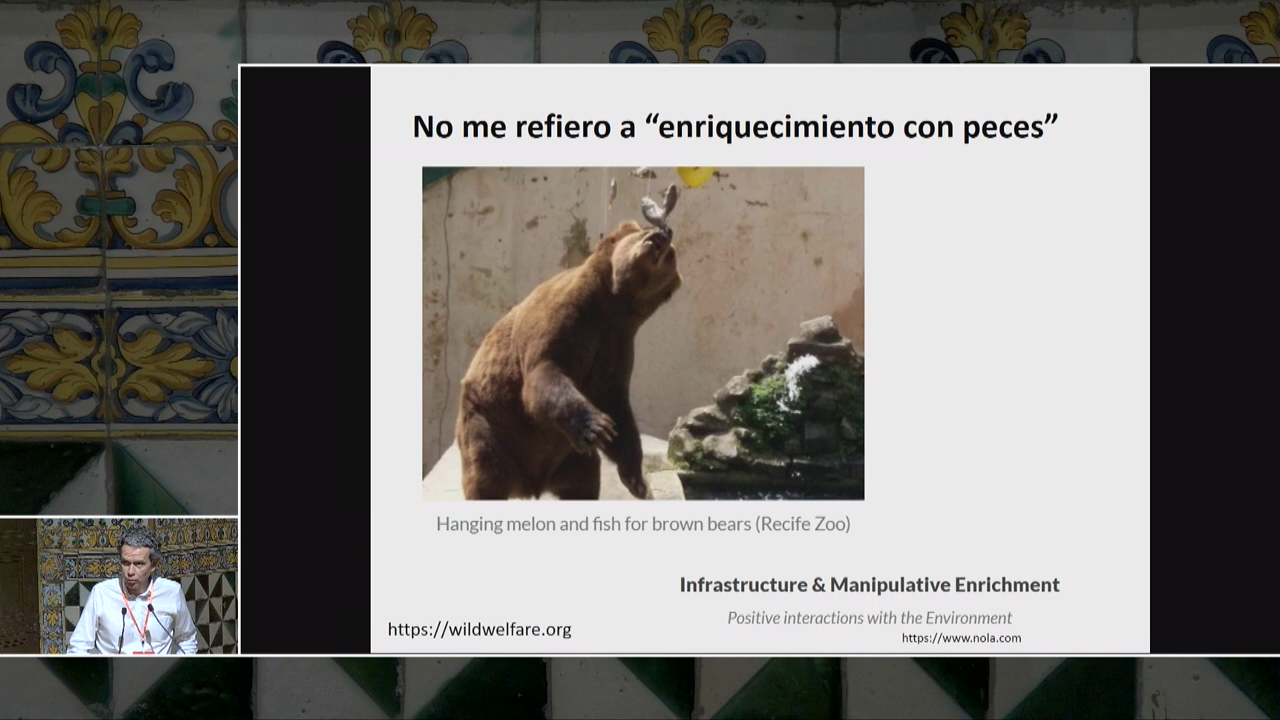 No me refiero a “enriquecimiento con peces”
Hanging melon and fish for brown bears (Recife Zoo)
Infrastructure & Manipulative Enrichment
Positive interactions with the Environment
https://wildwelfare.org
https://www.nola.com